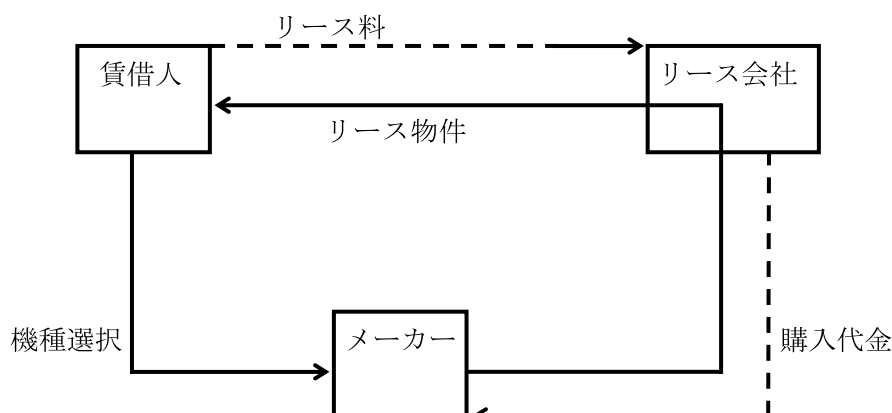 リース料
賃借人
リース会社
リース物件
機種選択
メーカー
購入代金